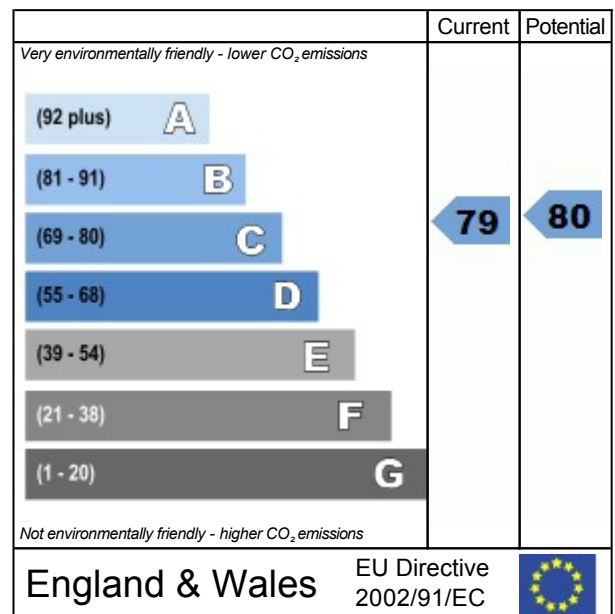 Current Potential
Very environmentally friendly - lower CO₂ emissions
(92 plus) A
(81 - 91) B
(69 - 80) C
79 80
(55 - 68) D
(39 - 54) E
(21 - 38) F
(1 - 20) G
Not environmentally friendly - higher CO₂ emissions
England & Wales
EU Directive
2002/91/EC